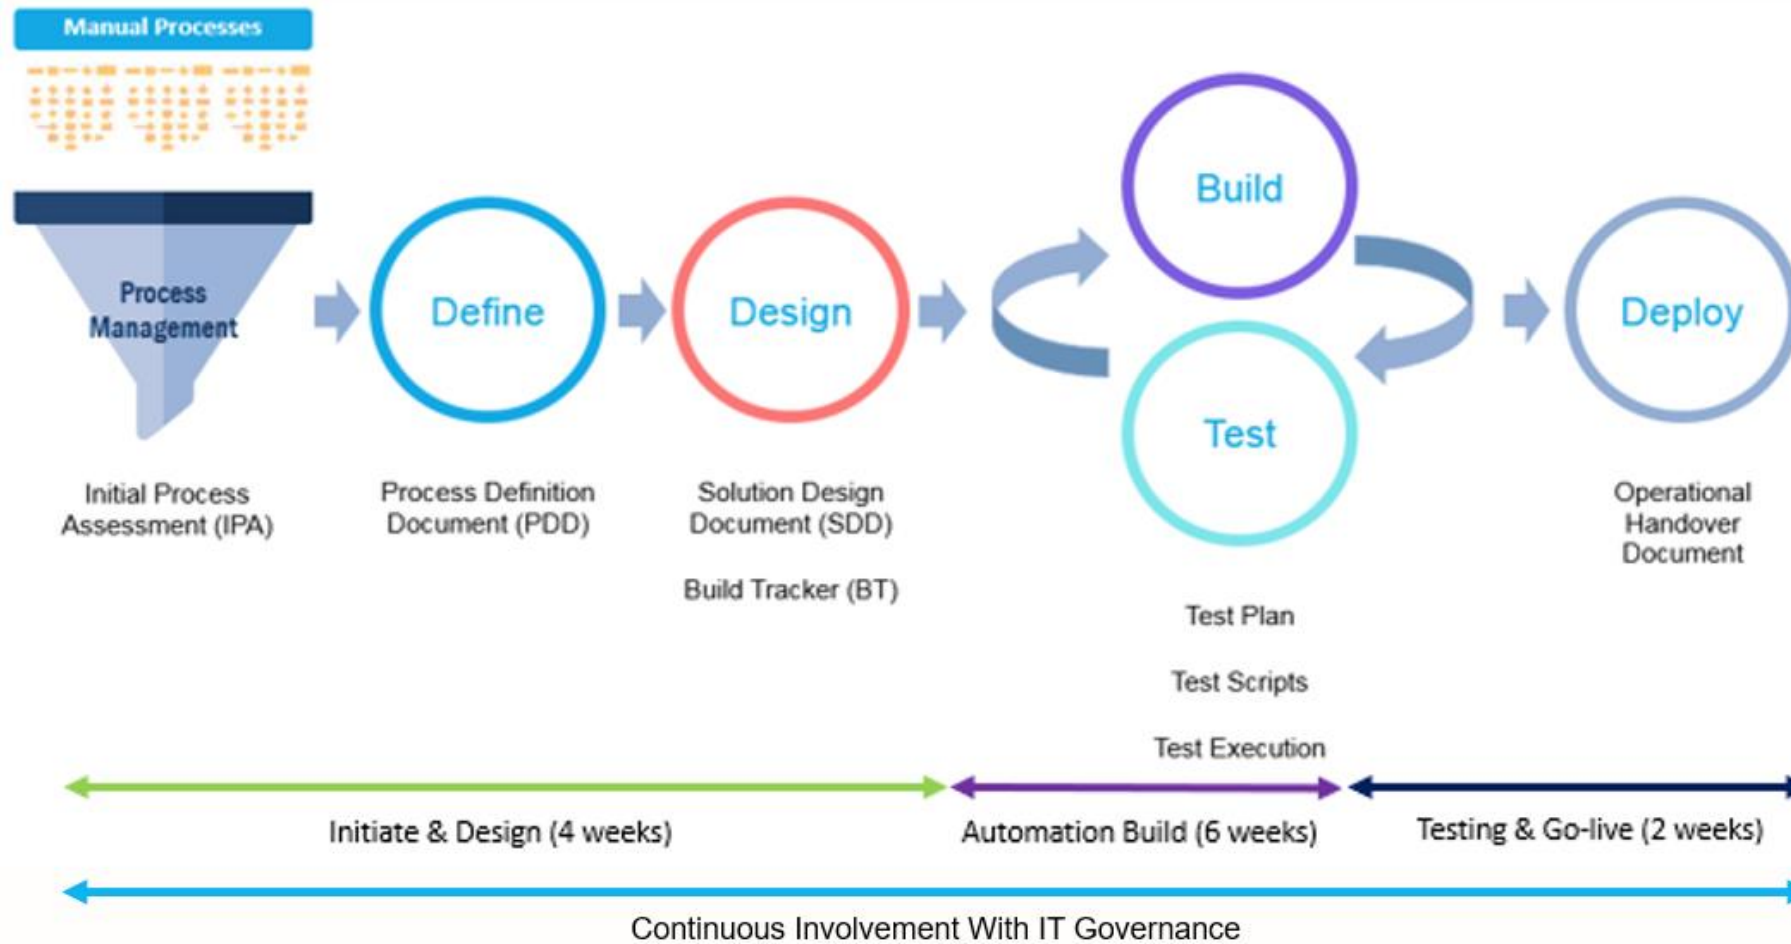 Manual Processes
Process
Management
Define
Design
Build
Test
Deploy
Initial Process
Assessment (IPA)
Process Definition
Document (PDD)
Solution Design
Document (SDD)
Build Tracker (BT)
Test Plan
Test Scripts
Test Execution
Operational
Handover
Document
Initiate & Design (4 weeks)
Automation Build (6 weeks)
Testing & Go-live (2 weeks)
Continuous Involvement With IT Governance